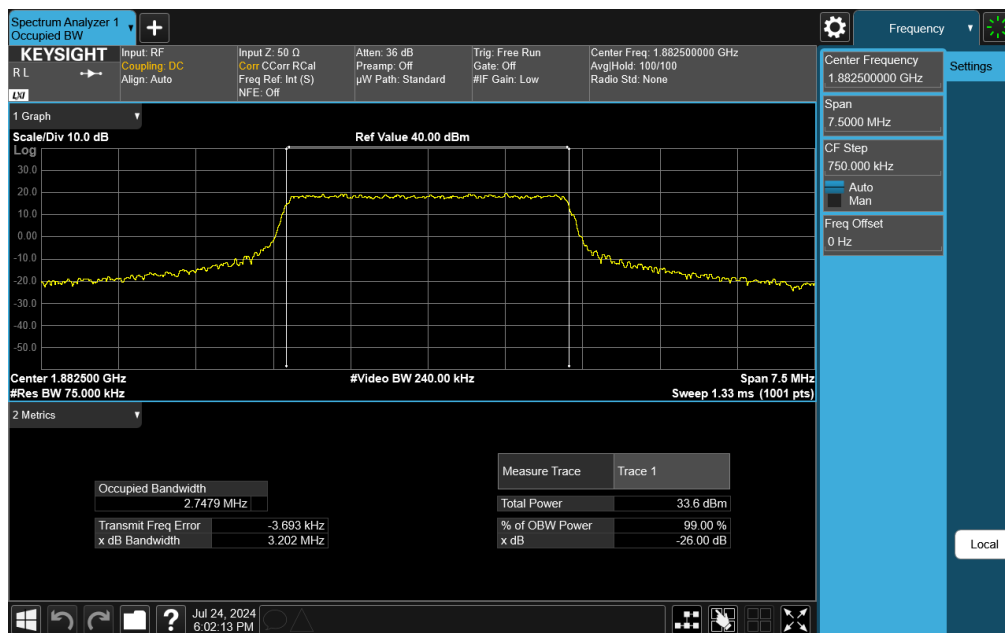 Spectrum Analyzer 1
Occupied BW
Frequency
KEYSIGHT
R L
LXI
Input: RF
Coupling: DC
Align: Auto
Input Z: 50 Ω
Corr CCorr RCal
Freq Ref: Int (S)
NFE: Off
Atten: 36 dB
Preamp: Off
µW Path: Standard
Trig: Free Run
Gate: Off
#IF Gain: Low
Center Freq: 1.882500000 GHz
Avg|Hold: 100/100
Radio Std: None
Center Frequency
1.882500000 GHz
Settings
Span
7.5000 MHz
CF Step
750.000 kHz
Auto
Man
Freq Offset
0 Hz
Local
1 Graph
Scale/Div 10.0 dB
Ref Value 40.00 dBm
Log
30.0
20.0
10.0
0.00
-10.0
-20.0
-30.0
-40.0
-50.0
Center 1.882500 GHz
#Video BW 240.00 kHz
Span 7.5 MHz
#Res BW 75.000 kHz
Sweep 1.33 ms (1001 pts)
2 Metrics
Occupied Bandwidth
2.7479 MHz
Transmit Freq Error -3.693 kHz
x dB Bandwidth 3.202 MHz
Measure Trace Trace 1
Total Power 33.6 dBm
% of OBW Power 99.00 %
x dB -26.00 dB
?
Jul 24, 2024
6:02:13 PM